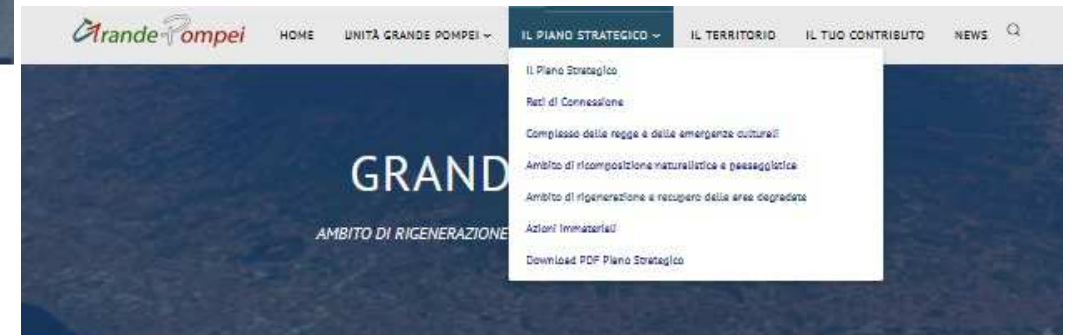 Grande Pompei
HOME UNITÀ GRANDE POMPEI IL PIANO STRATEGICO IL TERRITORIO IL TUO CONTRIBUTO NEWS
Il Piano Strategico
Reti di Connessione
Complesso delle regge e delle emergenze culturali
Ambito di ricomposizione naturalistica e paesaggistica
Ambito di rigenerazione e recupero delle aree degradate
Azioni Immateriali
Download PDF Piano Strategico
GRAND
AMBITO DI RIGENERAZIONE